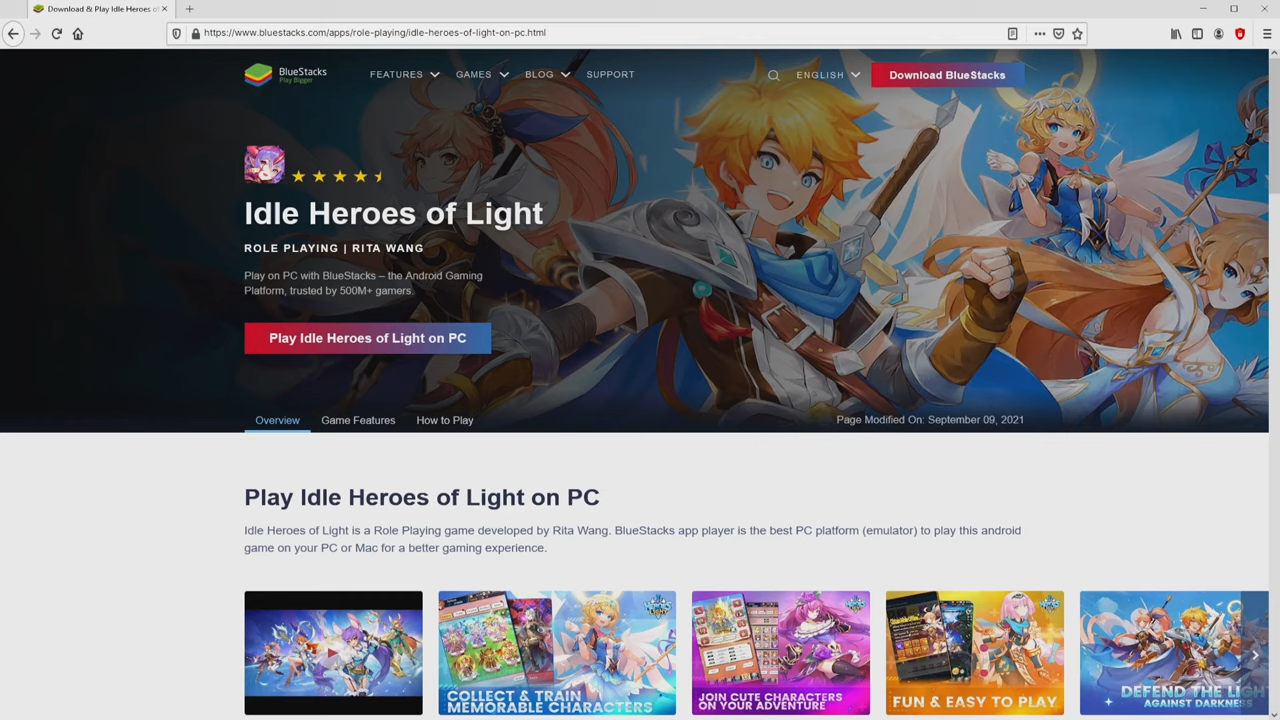 Download & Play Idle Heroes of
https://www.bluestacks.com/apps/role-playing/idle-heroes-of-light-on-pc.html
BlueStacks
Play Bigger
FEATURES GAMES BLOG SUPPORT
ENGLISH
Download BlueStacks
Idle Heroes of Light
ROLE PLAYING | RITA WANG
Play on PC with BlueStacks – the Android Gaming
Platform, trusted by 500M+ gamers.
Play Idle Heroes of Light on PC
Overview Game Features How to Play
Page Modified On: September 09, 2021
Play Idle Heroes of Light on PC
Idle Heroes of Light is a Role Playing game developed by Rita Wang. BlueStacks app player is the best PC platform (emulator) to play this android
game on your PC or Mac for a better gaming experience.
COLLECT & TRAIN
MEMORABLE CHARACTERS
JOIN CUTE CHARACTERS
ON YOUR ADVENTURE
FUN & EASY TO PLAY
DEFEND THE LIGH
AGAINST DARKNESS